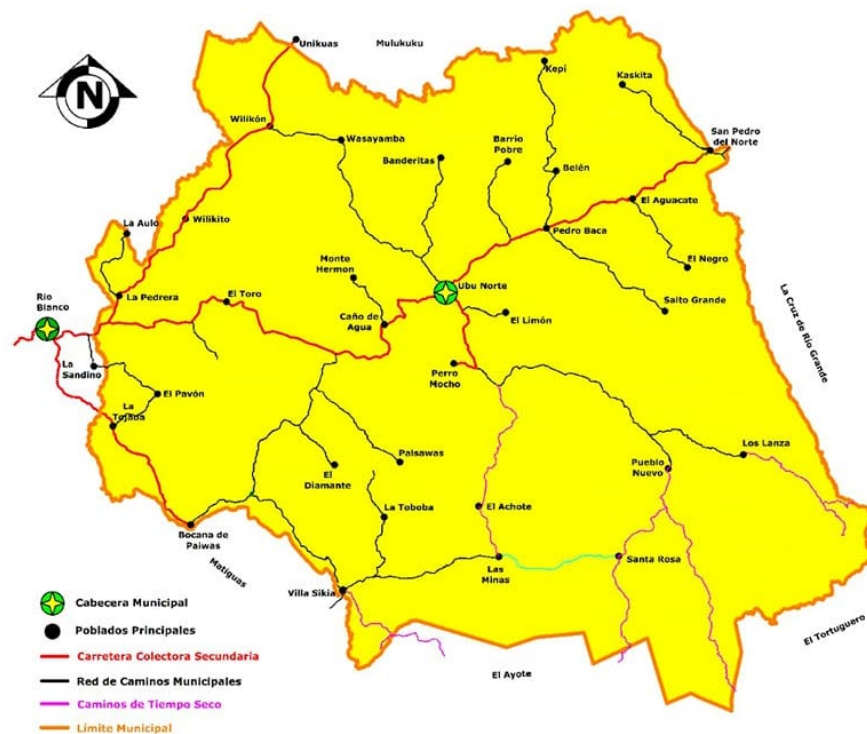 Unikuas
Mulukuku
Kepi
Kaskita
N
Wilikón
Wasayamba
Banderitas
Barrio
Pobre
Belén
San Pedro
del Norte
El Aguacate
La Aulo
Wilikito
Pedro Baca
Monte
Hermon
El Negro
Rio
Blanco
La Pedrera
El Toro
Ubu Norte
Caño de
Agua
El Limón
Salto Grande
La Cruz de Río Grande
La
Sandino
Perro
Mocho
El Pavón
La
Tejada
Palsawas
El
Diamante
Pueblo
Nuevo
Los Lanza
La Toboba
El Achote
Bocana de
Paiwas
Matiguas
Las
Minas
Santa Rosa
Villa Sikia
El Tortuguero
El Ayote
Cabecera Municipal
Poblados Principales
Carretera Colectora Secundaria
Red de Caminos Municipales
Caminos de Tiempo Seco
Límite Municipal